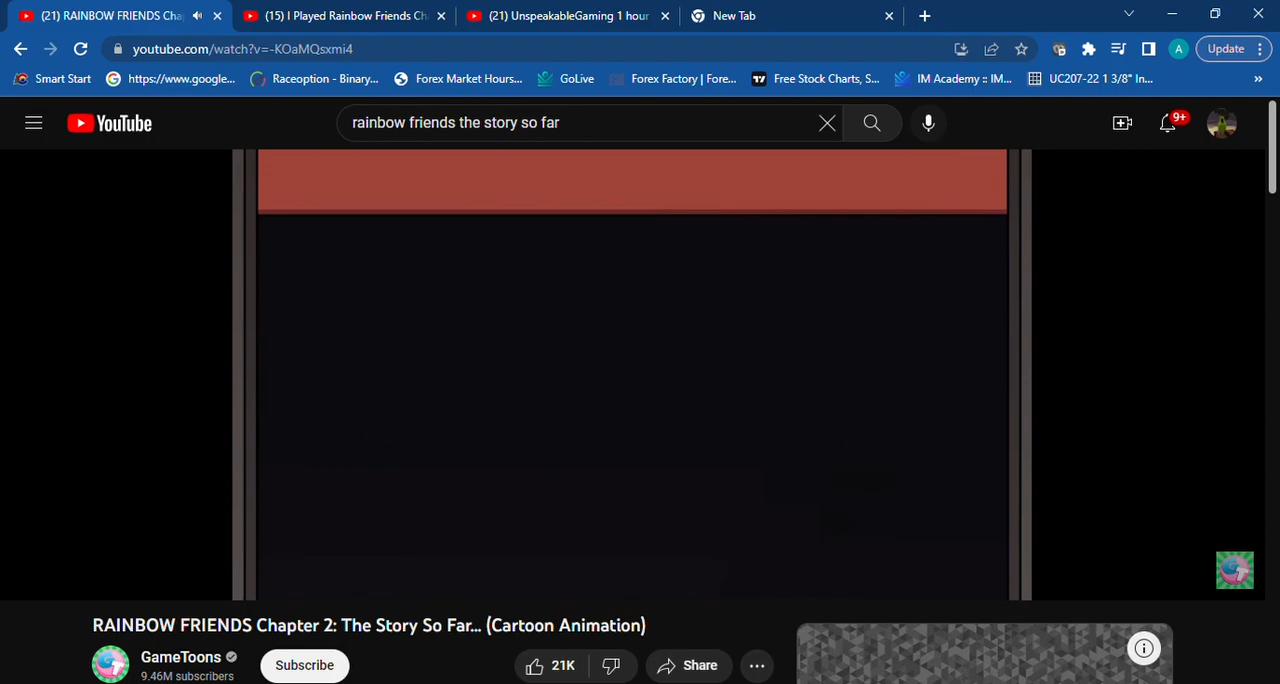 (21) RAINBOW FRIENDS Cha
(15) I Played Rainbow Friends Ch
(21) UnspeakableGaming 1 hour
New Tab
youtube.com/watch?v=-KOaMQsxmi4
A
Update
Smart Start
https://www.google...
Raceoption - Binary...
Forex Market Hours...
GoLive
Forex Factory | Fore...
Free Stock Charts, S...
IM Academy :: IM...
UC207-22 1 3/8" In...
YouTube
rainbow friends the story so far
9+
RAINBOW FRIENDS Chapter 2: The Story So Far... (Cartoon Animation)
GameToons
9.46M subscribers
Subscribe
21K
Share